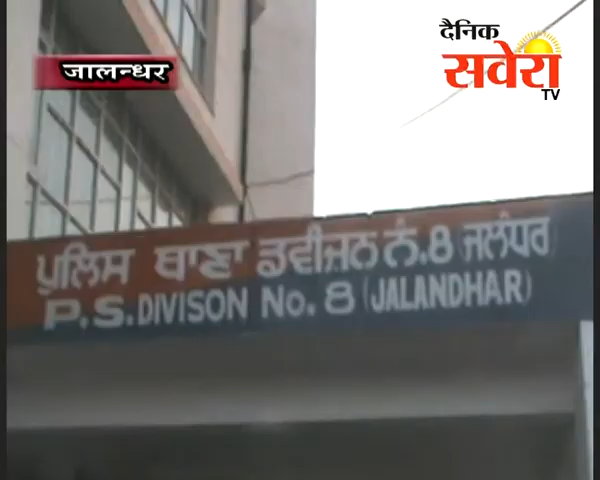 दैनिक
सवेरा
TV
जालन्धर
ਪੁਲਿਸ ਥਾਣਾ ਡਵੀਜ਼ਨ ਨੰ.8 (ਜਲੰਧਰ)
P.S. DIVISON No. 8 (JALANDHAR)